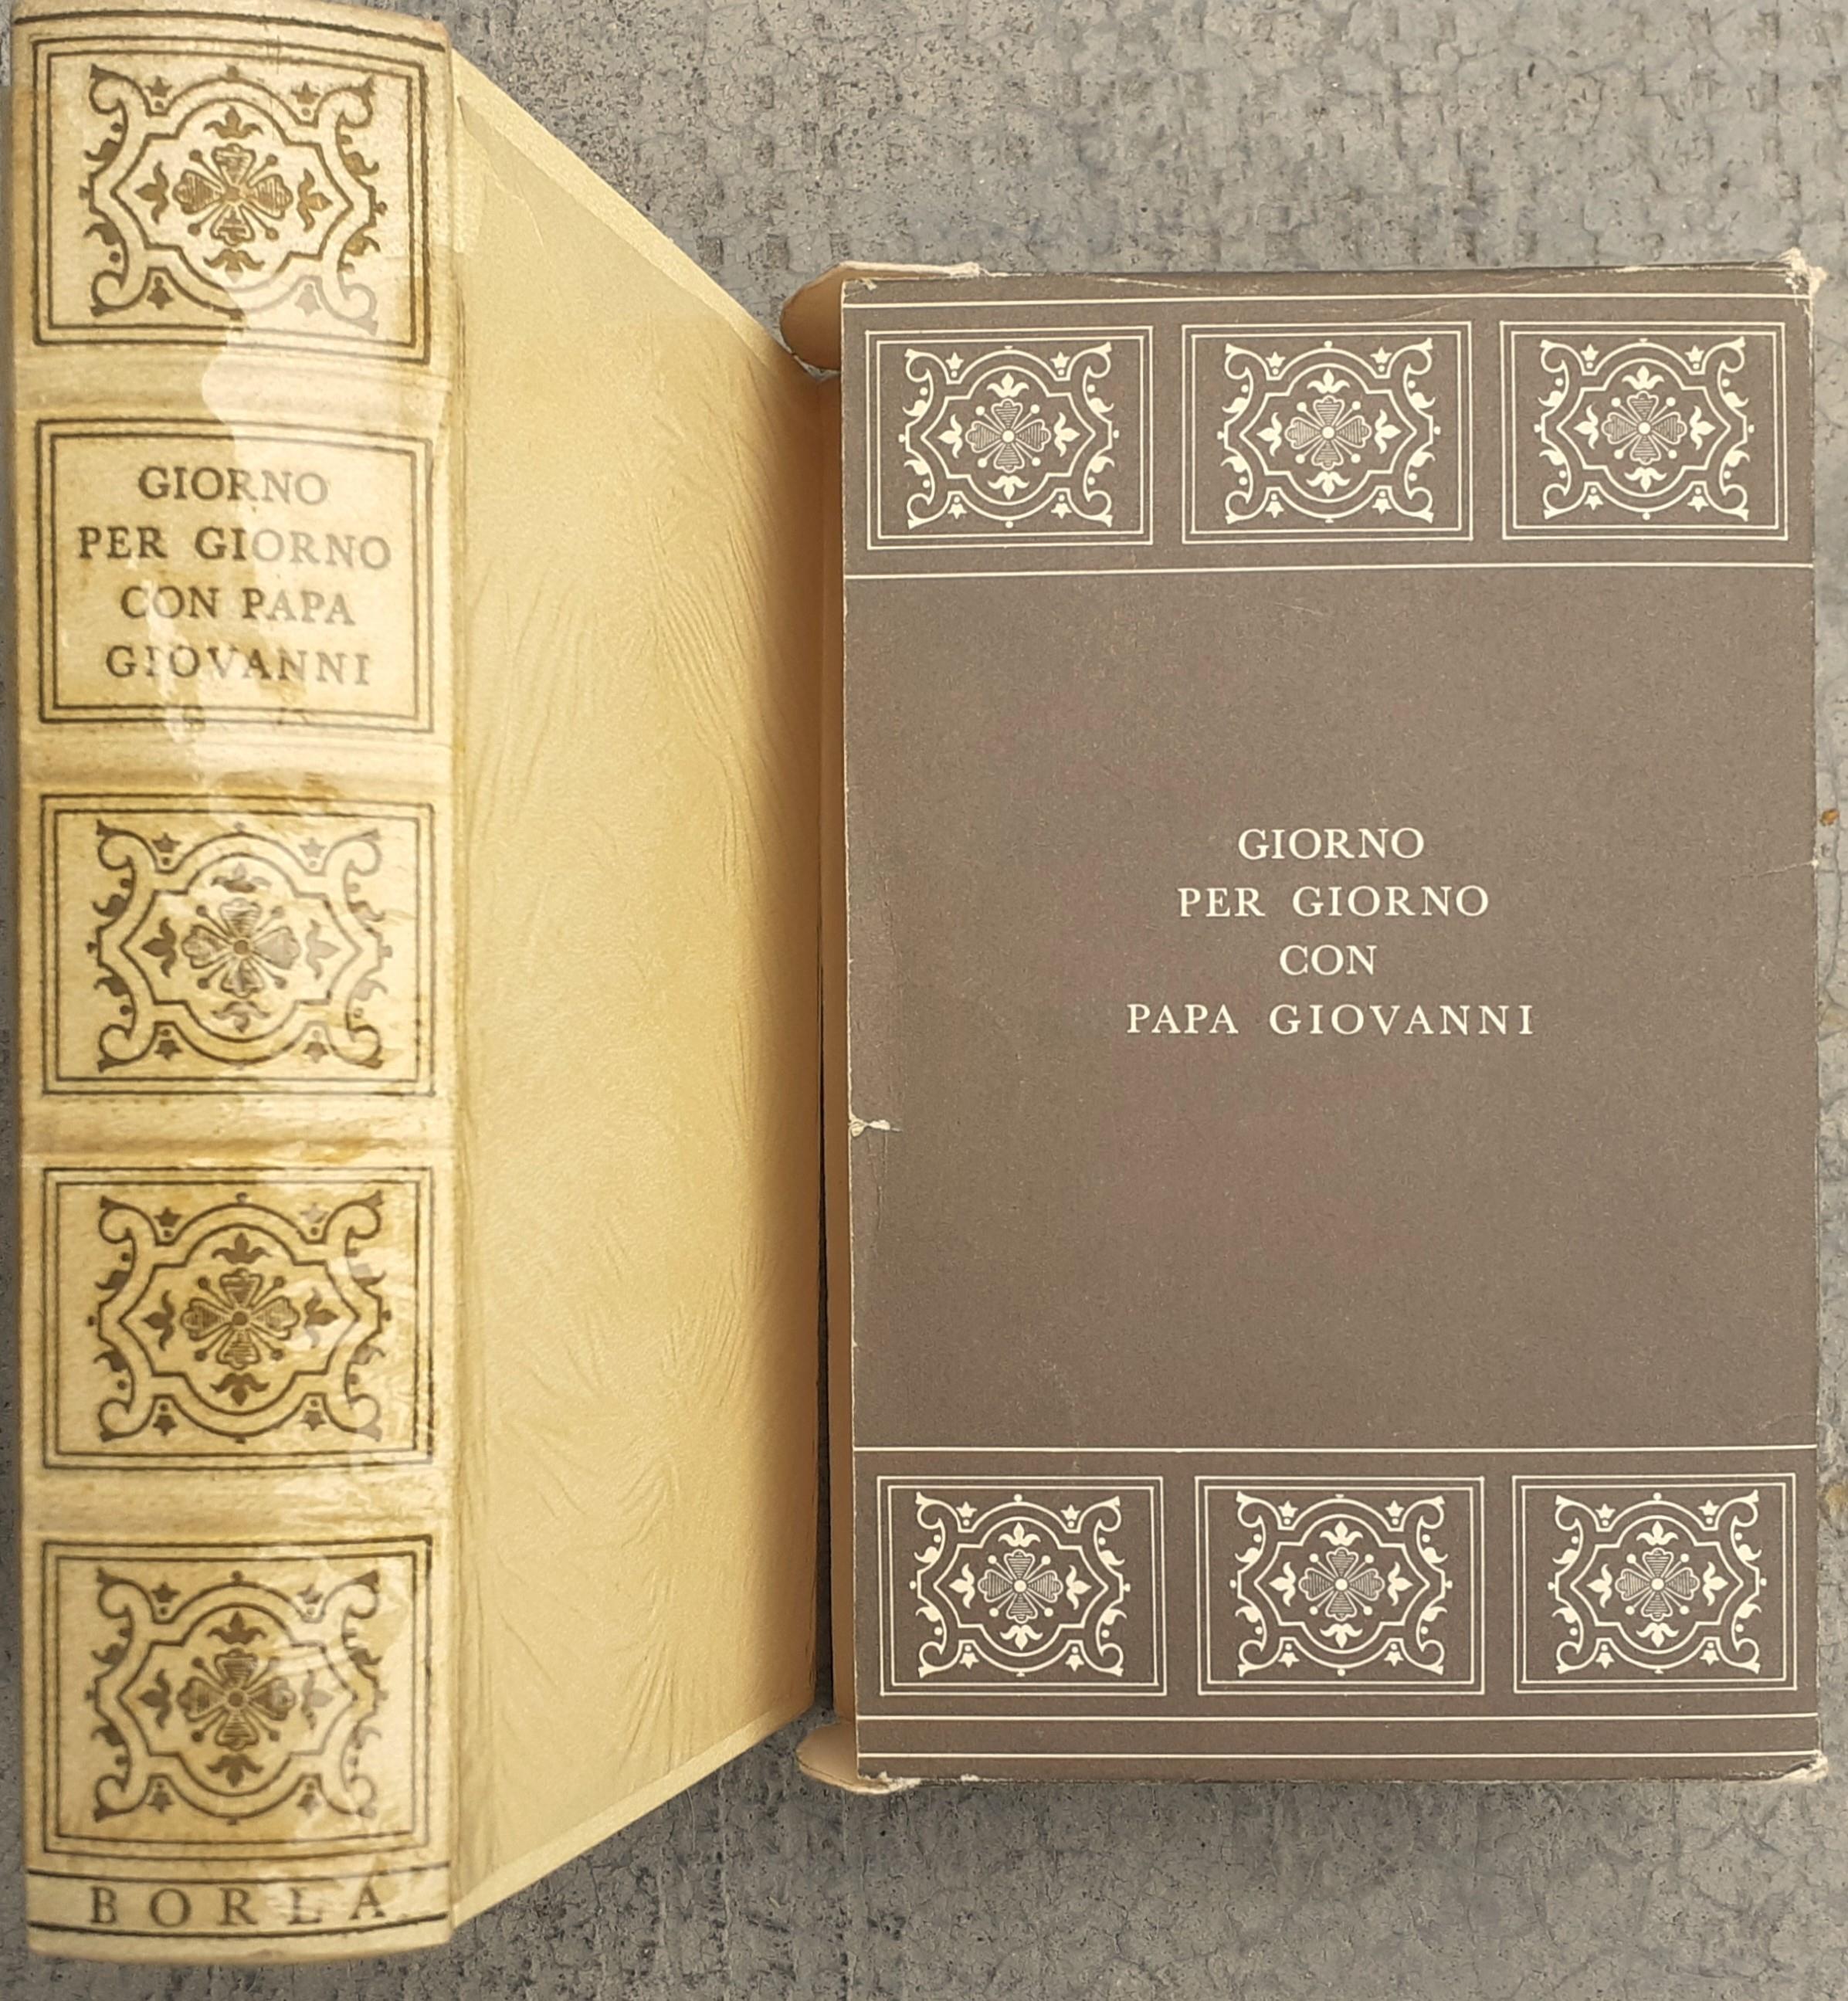 GIORNO
PER GIORNO
CON PAPA
GIOVANNI
BORLA
GIORNO
PER GIORNO
CON
PAPA GIOVANNI